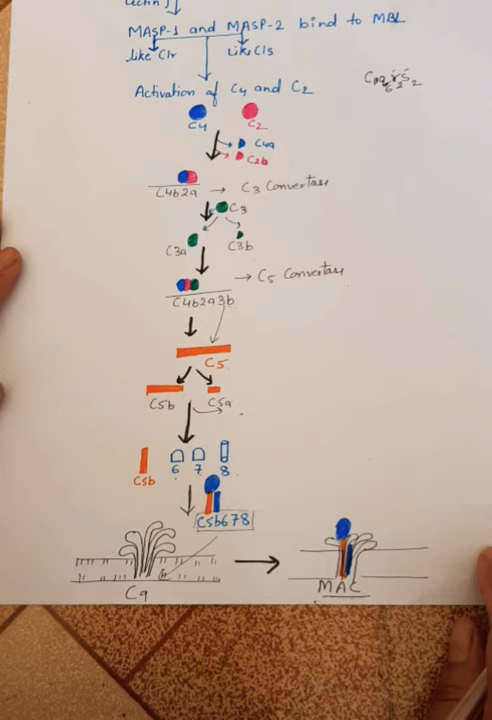 Lectin)
MASP-1 and MASP-2 bind to MBL
like C1r Like C1s
Activation of C4 and C2
C4 C2
C4a
C2b
C4b2a → C3 Convertase
C3
C3a C3b
→ C5 Convertase
C4b2a3b
C5
C5b C5a
C5b 6 7 8
C5b678
C9 MAC